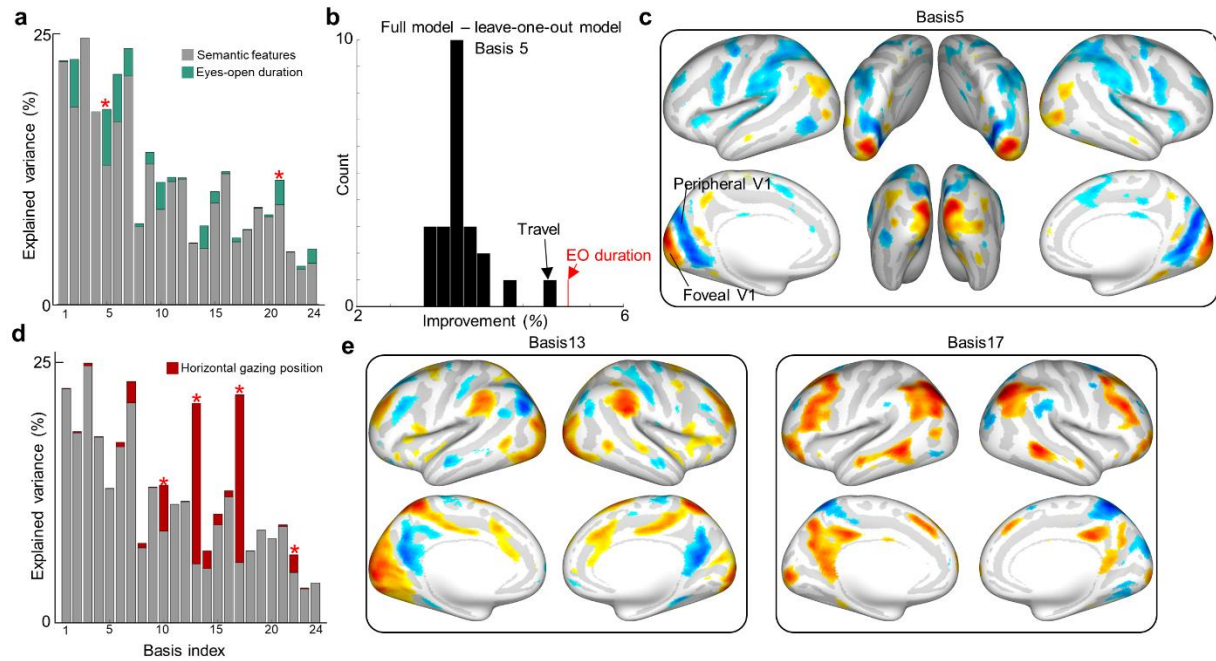 a
25
Explained variance (%)
0
Semantic features
Eyes-open duration
*
*
1
5
10
15
20
24
b
Full model – leave-one-out model
Basis 5
10
Count
0
Travel
EO duration
2
Improvement (%)
6
c
Basis5
Peripheral V1
Foveal V1
d
25
Explained variance (%)
0
Horizontal gazing position
*
*
*
*
1
5
10
15
20
24
Basis index
e
Basis13
Basis17